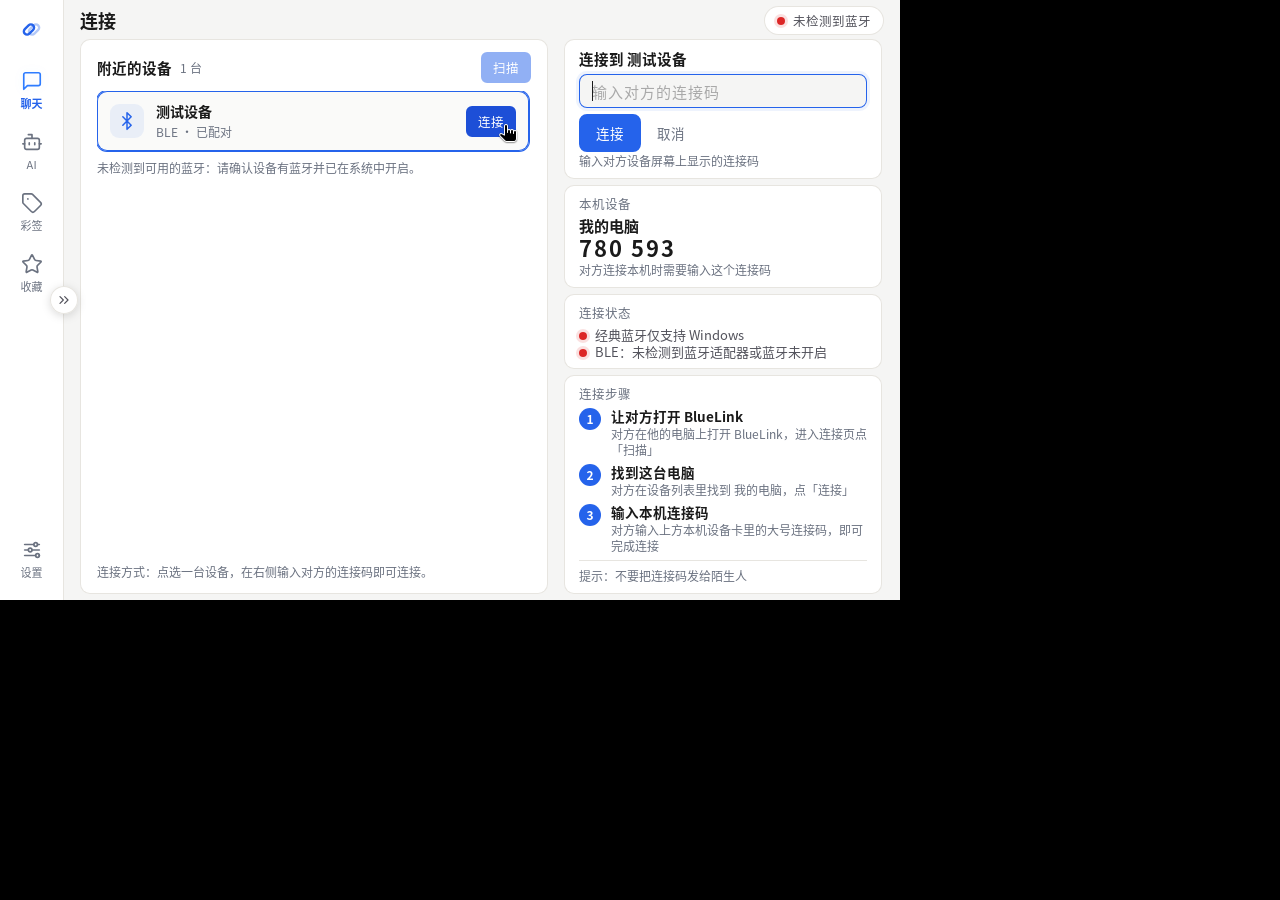 连接
未检测到蓝牙
聊天
AI
彩签
收藏
设置
附近的设备 1 台
扫描
测试设备
BLE · 已配对
连接
未检测到可用的蓝牙：请确认设备有蓝牙并已在系统中开启。
连接方式：点选一台设备，在右侧输入对方的连接码即可连接。
连接到 测试设备
输入对方的连接码
连接 取消
输入对方设备屏幕上显示的连接码
本机设备
我的电脑
780 593
对方连接本机时需要输入这个连接码
连接状态
经典蓝牙仅支持 Windows
BLE：未检测到蓝牙适配器或蓝牙未开启
连接步骤
1 让对方打开 BlueLink
对方在他的电脑上打开 BlueLink，进入连接页点
「扫描」
2 找到这台电脑
对方在设备列表里找到 我的电脑，点「连接」
3 输入本机连接码
对方输入上方本机设备卡里的大号连接码，即可
完成连接
提示：不要把连接码发给陌生人